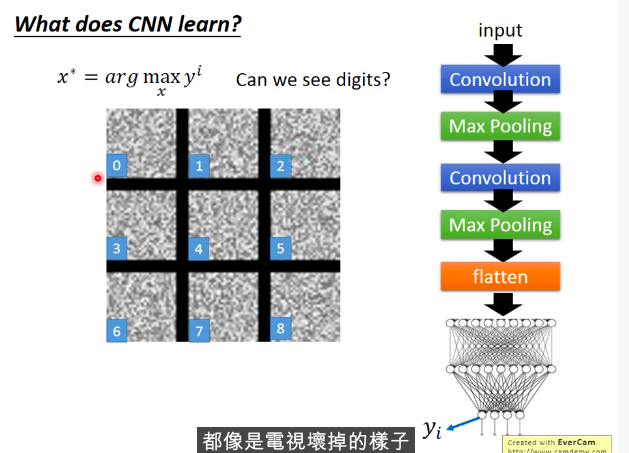 What does CNN learn?
x* = arg max_x y^i
Can we see digits?
0
1
2
3
4
5
6
7
8
input
Convolution
Max Pooling
Convolution
Max Pooling
flatten
y_i
都像是電視壞掉的樣子
Created with EverCam.
http://www.camdemy.com